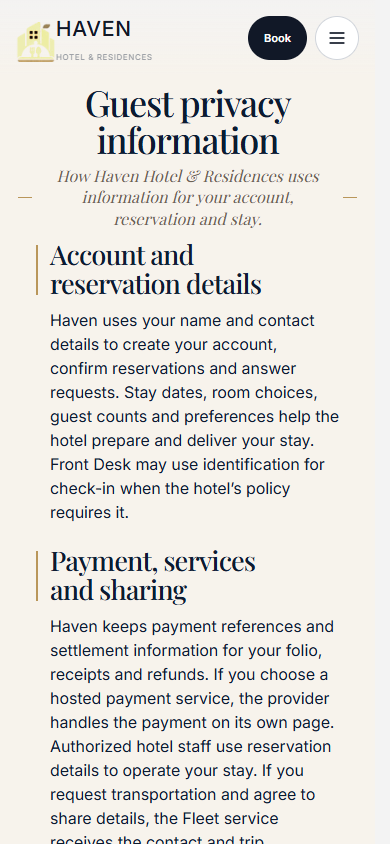 HAVEN
HOTEL & RESIDENCES
Book
Guest privacy
information
How Haven Hotel & Residences uses
information for your account,
reservation and stay.
Account and
reservation details
Haven uses your name and contact
details to create your account,
confirm reservations and answer
requests. Stay dates, room choices,
guest counts and preferences help the
hotel prepare and deliver your stay.
Front Desk may use identification for
check-in when the hotel’s policy
requires it.
Payment, services
and sharing
Haven keeps payment references and
settlement information for your folio,
receipts and refunds. If you choose a
hosted payment service, the provider
handles the payment on its own page.
Authorized hotel staff use reservation
details to operate your stay. If you
request transportation and agree to
share details, the Fleet service
receives the contact and trip